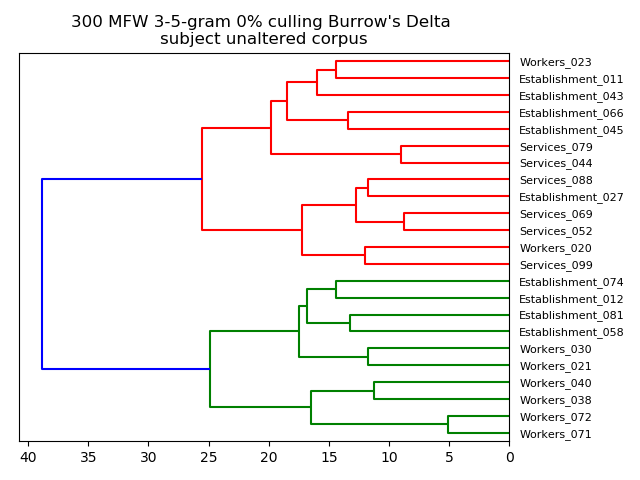 300 MFW 3-5-gram 0% culling Burrow's Delta
subject unaltered corpus
Workers_023
Establishment_011
Establishment_043
Establishment_066
Establishment_045
Services_079
Services_044
Services_088
Establishment_027
Services_069
Services_052
Workers_020
Services_099
Establishment_074
Establishment_012
Establishment_081
Establishment_058
Workers_030
Workers_021
Workers_040
Workers_038
Workers_072
Workers_071
40 35 30 25 20 15 10 5 0